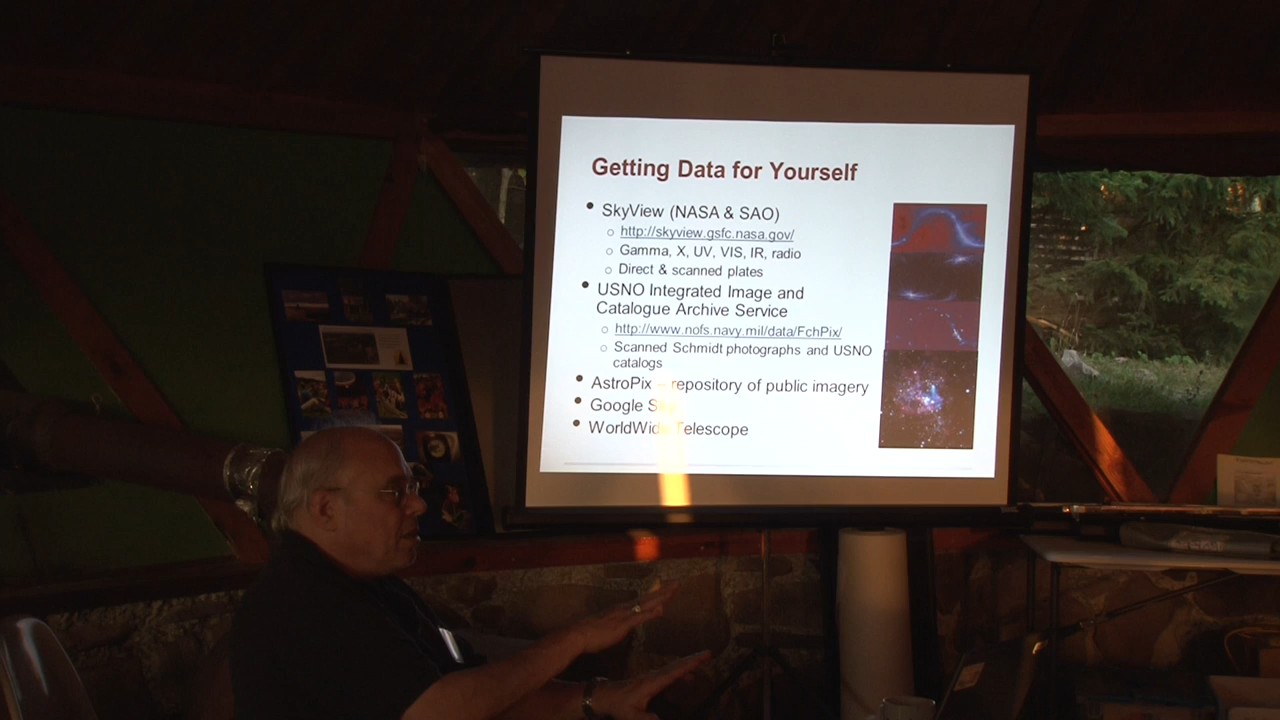 Getting Data for Yourself
• SkyView (NASA & SAO)
○ http://skyview.gsfc.nasa.gov/
○ Gamma, X, UV, VIS, IR, radio
○ Direct & scanned plates
• USNO Integrated Image and
Catalogue Archive Service
○ http://www.nofs.navy.mil/data/FchPix/
○ Scanned Schmidt photographs and USNO
catalogs
• AstroPix – repository of public imagery
• Google Sky
• WorldWide Telescope